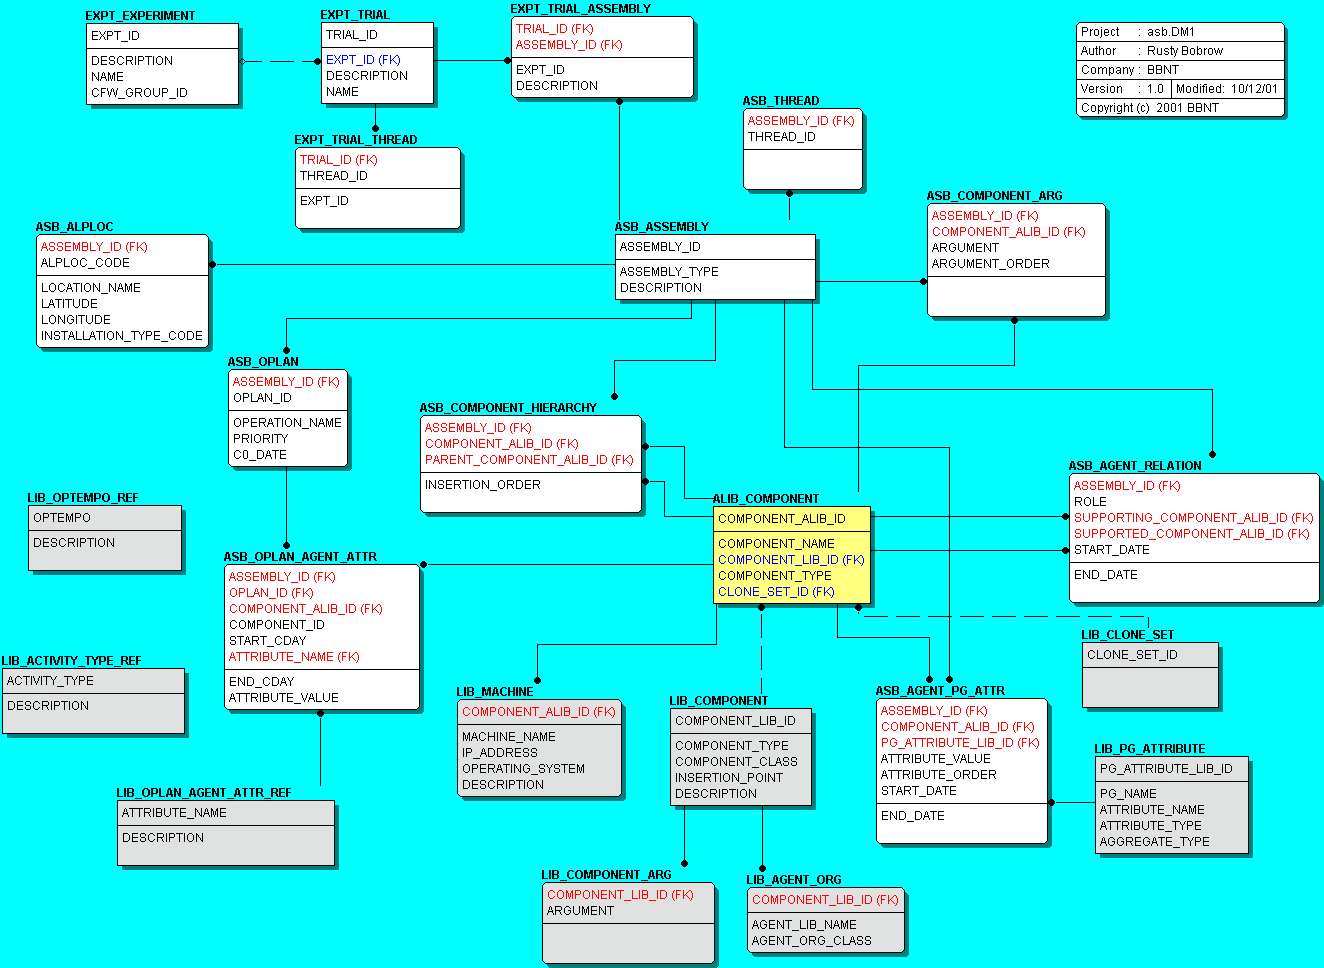 EXPT_EXPERIMENT
EXPT_ID
DESCRIPTION
NAME
CFW_GROUP_ID
EXPT_TRIAL
TRIAL_ID
EXPT_ID (FK)
DESCRIPTION
NAME
EXPT_TRIAL_ASSEMBLY
TRIAL_ID (FK)
ASSEMBLY_ID (FK)
EXPT_ID
DESCRIPTION
Project : asb.DM1
Author : Rusty Bobrow
Company : BBNT
Version : 1.0 Modified: 10/12/01
Copyright (c) 2001 BBNT
ASB_THREAD
ASSEMBLY_ID (FK)
THREAD_ID
EXPT_TRIAL_THREAD
TRIAL_ID (FK)
THREAD_ID
EXPT_ID
ASB_COMPONENT_ARG
ASSEMBLY_ID (FK)
COMPONENT_ALIB_ID (FK)
ARGUMENT
ARGUMENT_ORDER
ASB_ALPLOC
ASSEMBLY_ID (FK)
ALPLOC_CODE
LOCATION_NAME
LATITUDE
LONGITUDE
INSTALLATION_TYPE_CODE
ASB_ASSEMBLY
ASSEMBLY_ID
ASSEMBLY_TYPE
DESCRIPTION
ASB_OPLAN
ASSEMBLY_ID (FK)
OPLAN_ID
OPERATION_NAME
PRIORITY
C0_DATE
ASB_COMPONENT_HIERARCHY
ASSEMBLY_ID (FK)
COMPONENT_ALIB_ID (FK)
PARENT_COMPONENT_ALIB_ID (FK)
INSERTION_ORDER
ASB_AGENT_RELATION
ASSEMBLY_ID (FK)
ROLE
SUPPORTING_COMPONENT_ALIB_ID (FK)
SUPPORTED_COMPONENT_ALIB_ID (FK)
START_DATE
END_DATE
LIB_OPTEMPO_REF
OPTEMPO
DESCRIPTION
ALIB_COMPONENT
COMPONENT_ALIB_ID
COMPONENT_NAME
COMPONENT_LIB_ID (FK)
COMPONENT_TYPE
CLONE_SET_ID (FK)
ASB_OPLAN_AGENT_ATTR
ASSEMBLY_ID (FK)
OPLAN_ID (FK)
COMPONENT_ALIB_ID (FK)
COMPONENT_ID
START_CDAY
ATTRIBUTE_NAME (FK)
END_CDAY
ATTRIBUTE_VALUE
LIB_CLONE_SET
CLONE_SET_ID
LIB_ACTIVITY_TYPE_REF
ACTIVITY_TYPE
DESCRIPTION
LIB_MACHINE
COMPONENT_ALIB_ID (FK)
MACHINE_NAME
IP_ADDRESS
OPERATING_SYSTEM
DESCRIPTION
LIB_COMPONENT
COMPONENT_LIB_ID
COMPONENT_TYPE
COMPONENT_CLASS
INSERTION_POINT
DESCRIPTION
ASB_AGENT_PG_ATTR
ASSEMBLY_ID (FK)
COMPONENT_ALIB_ID (FK)
PG_ATTRIBUTE_LIB_ID (FK)
ATTRIBUTE_VALUE
ATTRIBUTE_ORDER
START_DATE
END_DATE
LIB_PG_ATTRIBUTE
PG_ATTRIBUTE_LIB_ID
PG_NAME
ATTRIBUTE_NAME
ATTRIBUTE_TYPE
AGGREGATE_TYPE
LIB_OPLAN_AGENT_ATTR_REF
ATTRIBUTE_NAME
DESCRIPTION
LIB_COMPONENT_ARG
COMPONENT_LIB_ID (FK)
ARGUMENT
LIB_AGENT_ORG
COMPONENT_LIB_ID (FK)
AGENT_LIB_NAME
AGENT_ORG_CLASS